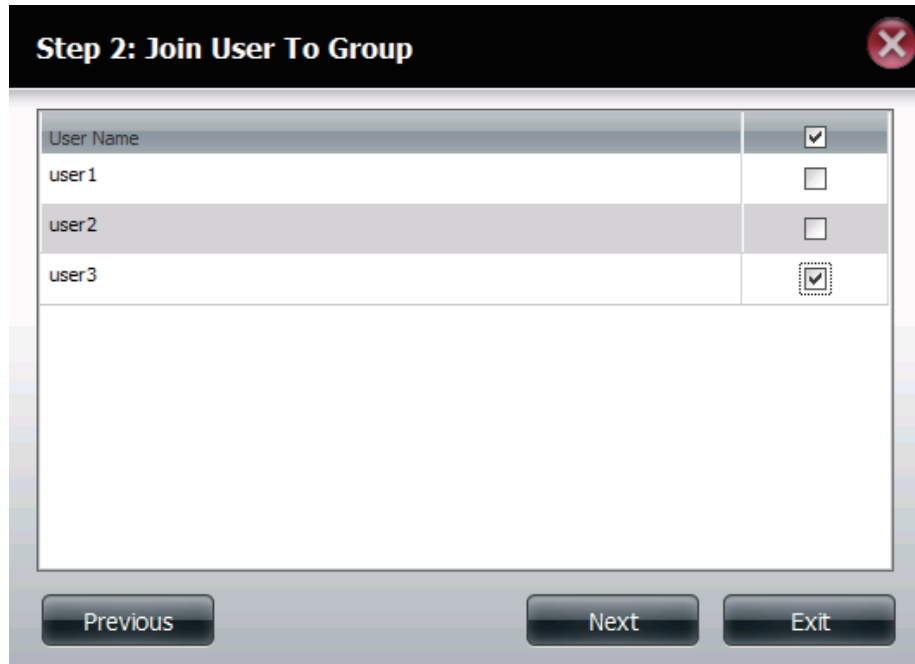 Step 2: Join User To Group
User Name
user1
user2
user3
Previous Next Exit